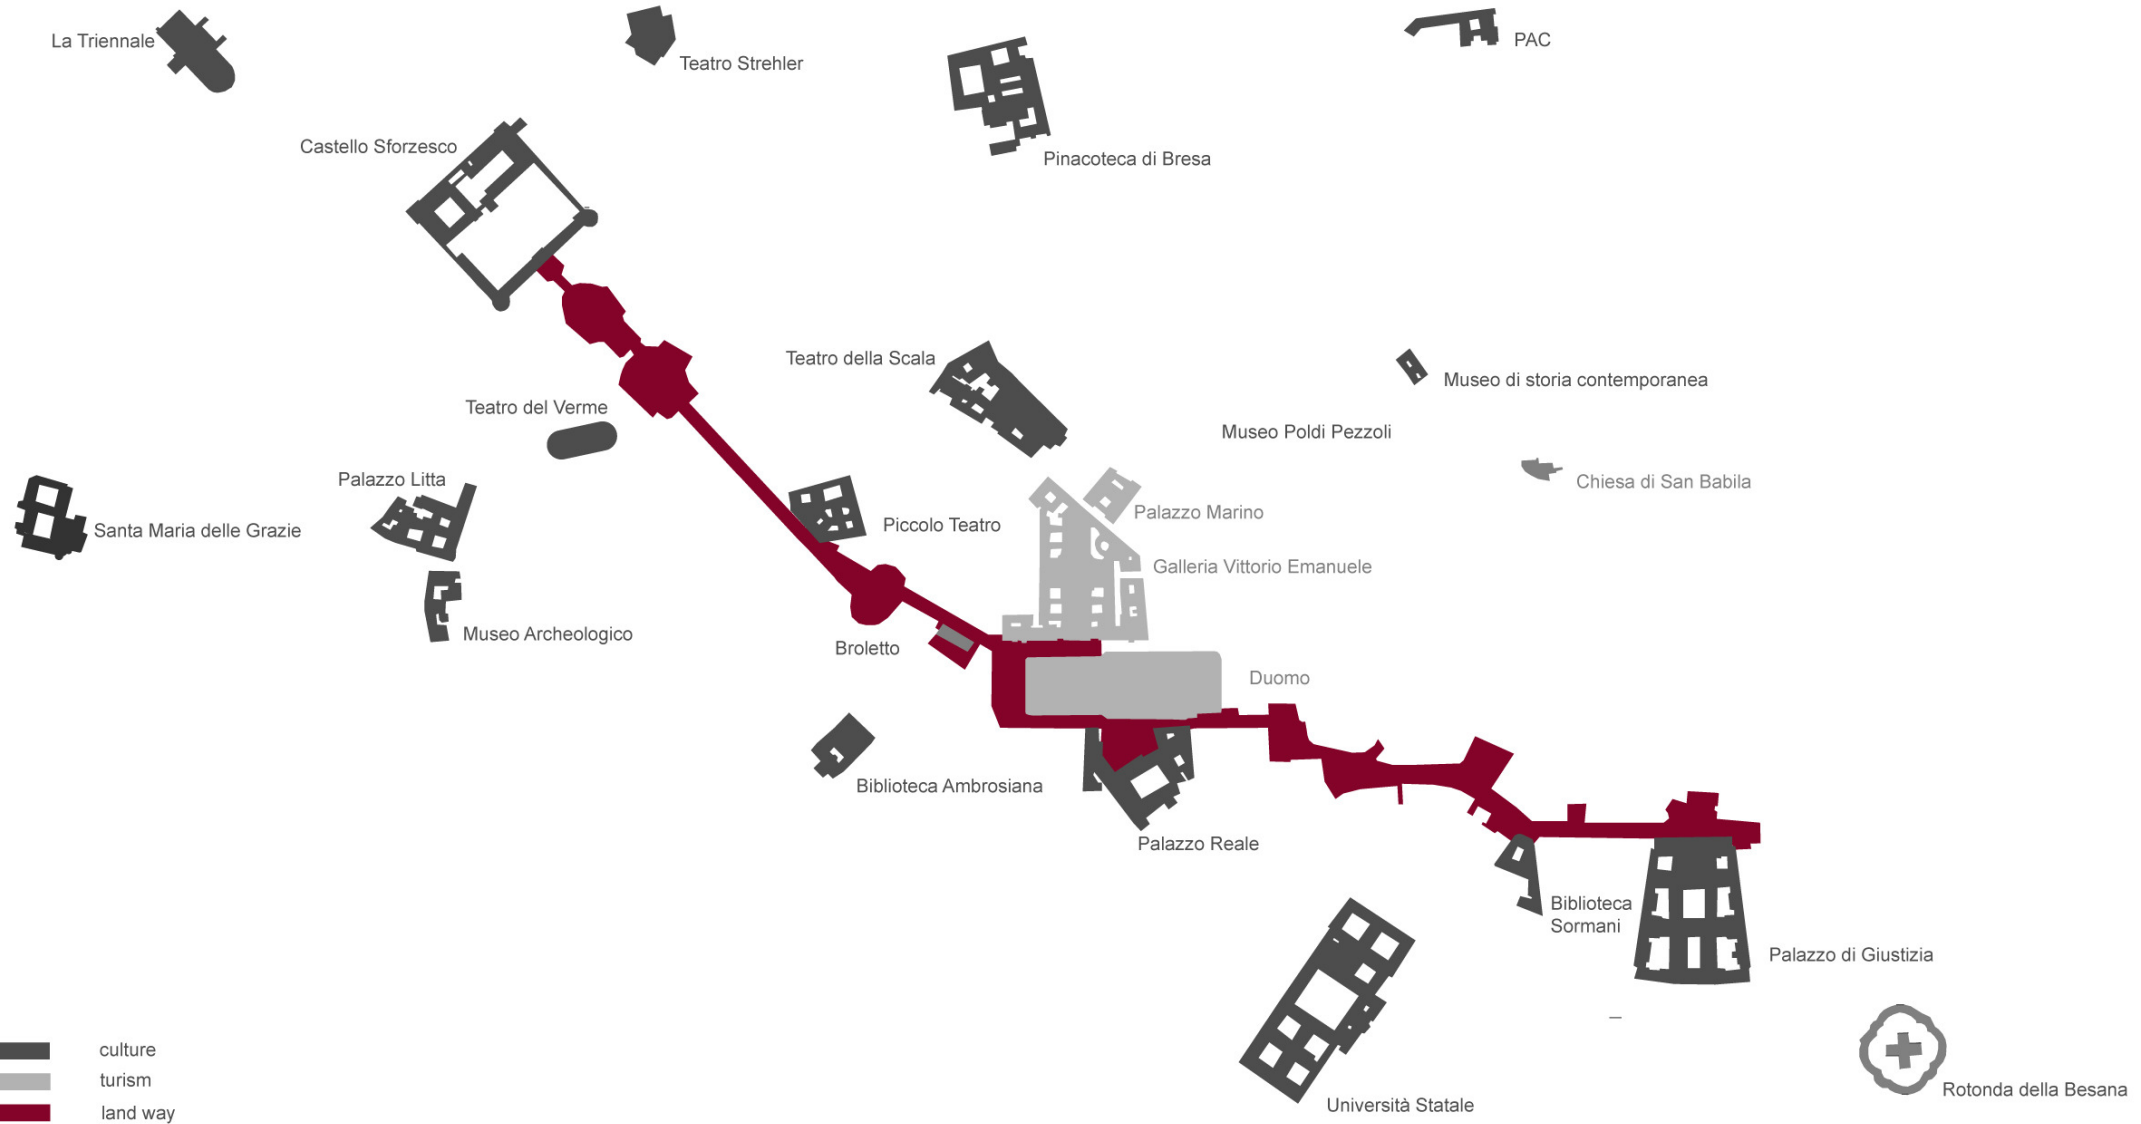 La Triennale
Teatro Strehler
PAC
Castello Sforzesco
Pinacoteca di Bresa
Teatro della Scala
Museo di storia contemporanea
Teatro del Verme
Museo Poldi Pezzoli
Palazzo Litta
Chiesa di San Babila
Santa Maria delle Grazie
Piccolo Teatro
Palazzo Marino
Galleria Vittorio Emanuele
Museo Archeologico
Broletto
Duomo
Biblioteca Ambrosiana
Palazzo Reale
Biblioteca
Sormani
Palazzo di Giustizia
culture
turism
land way
Rotonda della Besana
Università Statale